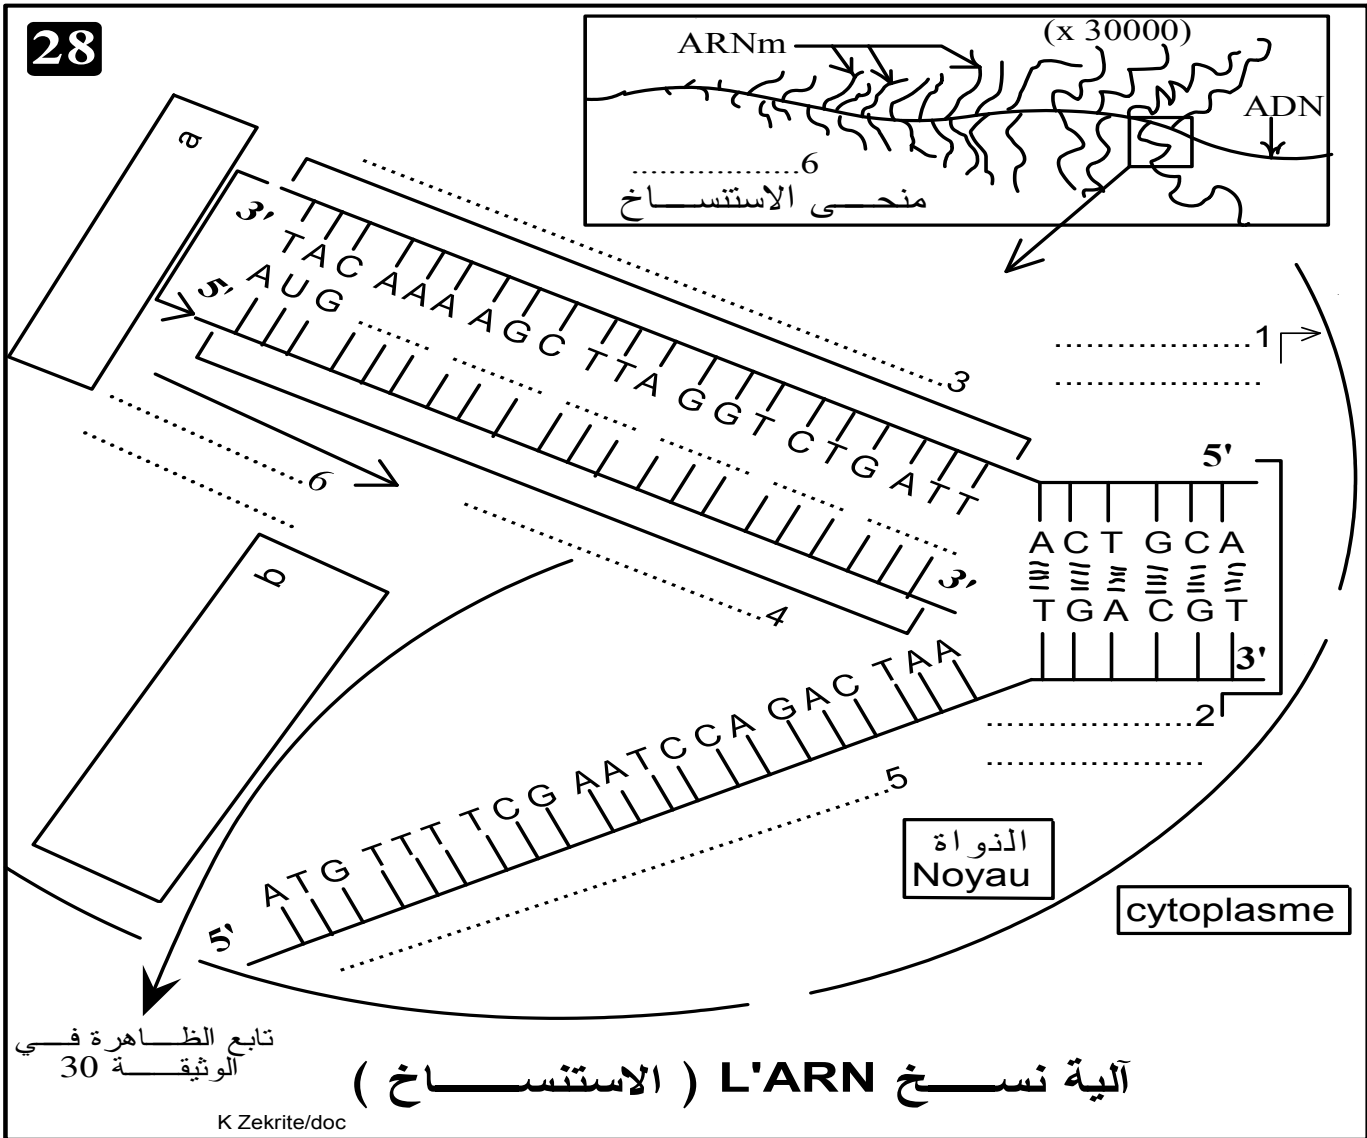 28
ARNm
(x 30000)
ADN
..................6
منحى الاستنساخ
a
3'
TAC AAA AGC TTA GGT CTG ATT
5'
AUG
3
1
6
4
3'
5'
ACT GCA
TGA CGT
3'
2
b
5'
ATG TTT TCG AAT CCA GAC TAA
5
النواة
Noyau
cytoplasme
تابع الظاهرة في
الوثيقة 30
آلية نسخ L'ARN ( الاستنساخ )
K Zekrite/doc